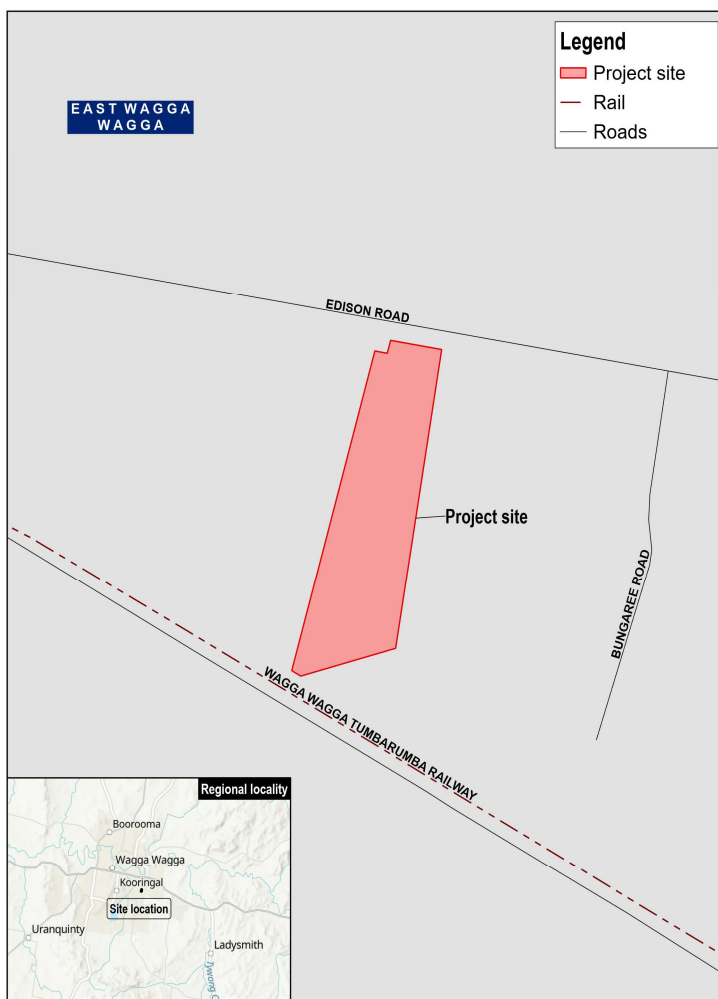 Legend
Project site
Rail
Roads
EAST WAGGA
WAGGA
EDISON ROAD
Project site
BUNGAREE ROAD
WAGGA WAGGA TUMBARUMBA RAILWAY
Regional locality
Boorooma
Wagga Wagga
Kooringal
Site location
Uranquinty
Ladysmith